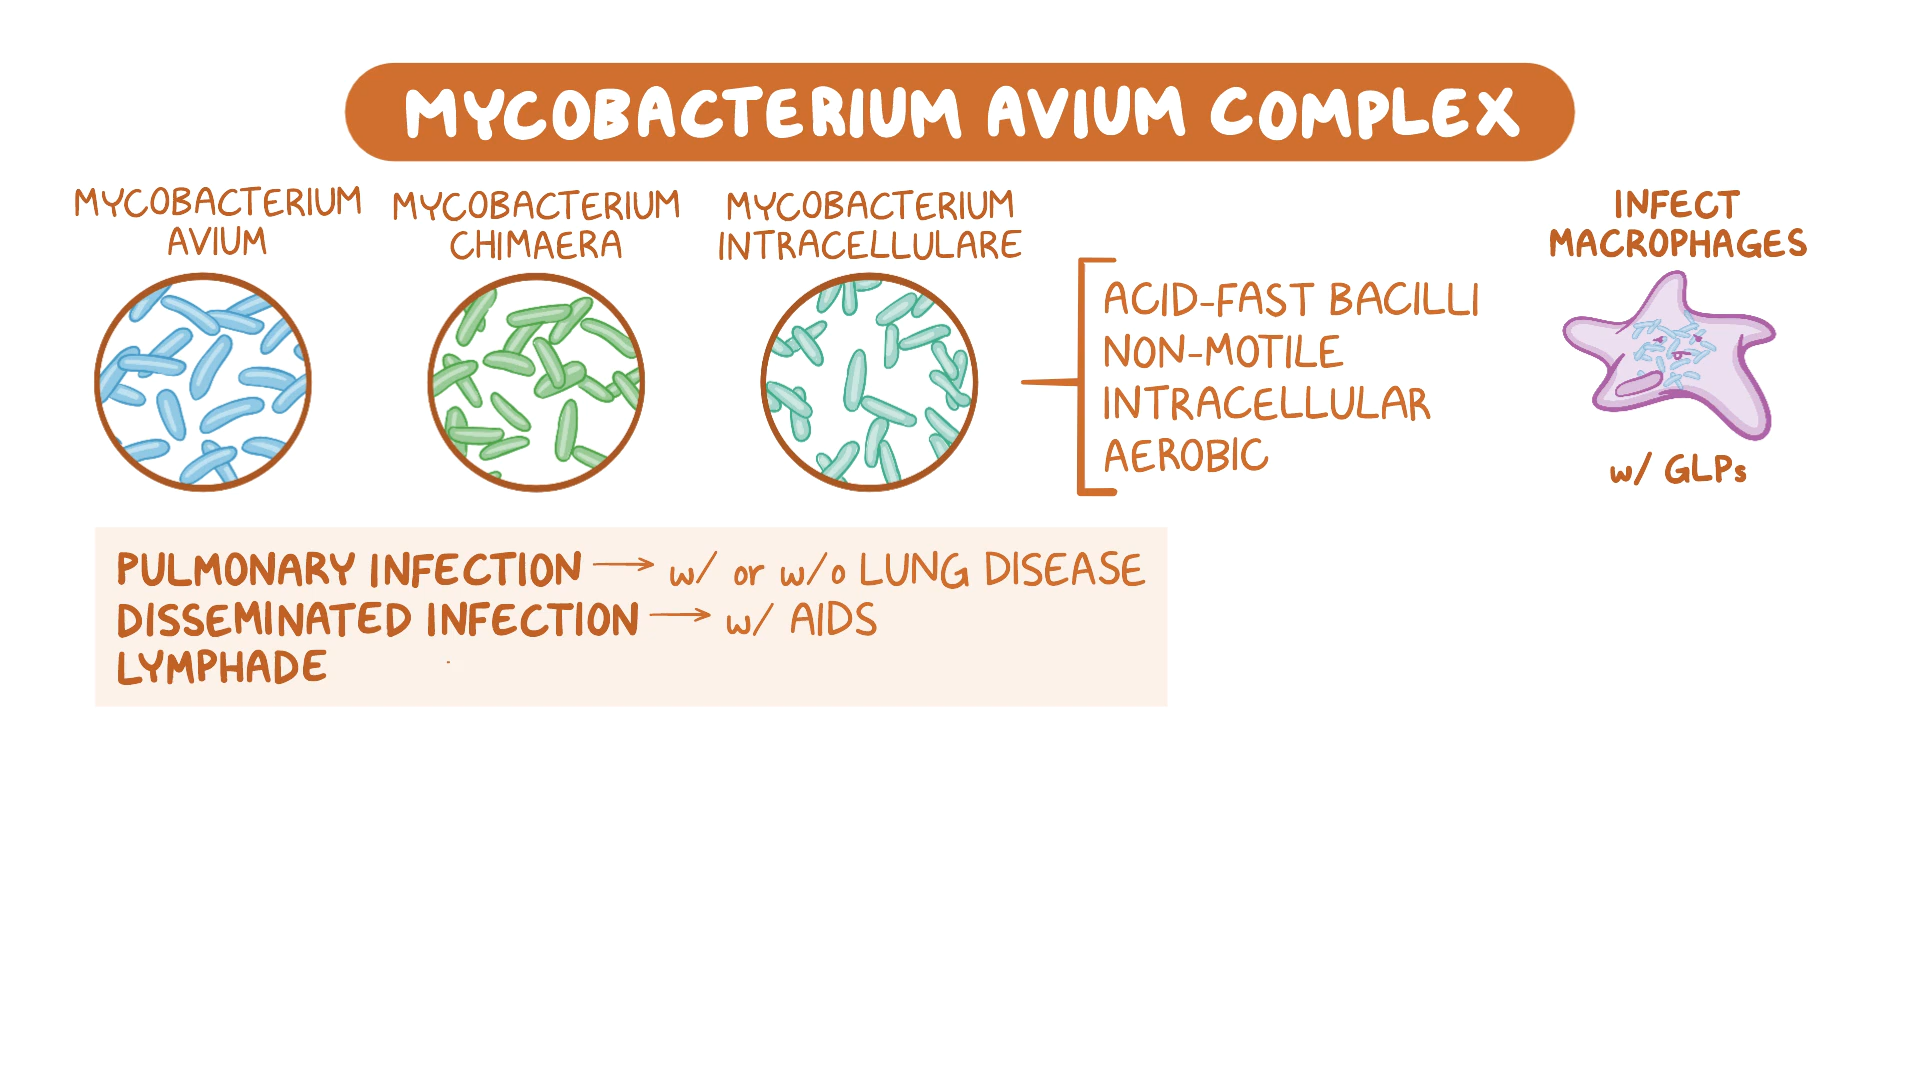 MYCOBACTERIUM AVIUM COMPLEX
MYCOBACTERIUM
AVIUM
MYCOBACTERIUM
CHIMAERA
MYCOBACTERIUM
INTRACELLULARE
ACID-FAST BACILLI
NON-MOTILE
INTRACELLULAR
AEROBIC
INFECT
MACROPHAGES
w/ GLPs
PULMONARY INFECTION → w/ or w/o LUNG DISEASE
DISSEMINATED INFECTION → w/ AIDS
LYMPHADE